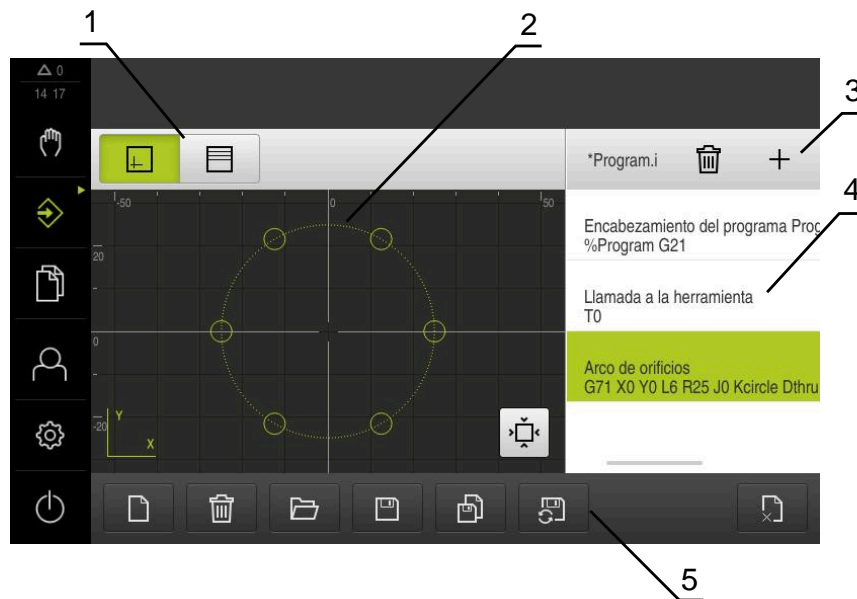 1
2
3
4
5
0
14 17
*Program.i
-50
0
50
20
0
-20
Y
X
Encabezamiento del programa Prog
%Program G21
Llamada a la herramienta
T0
Arco de orificios
G71 X0 Y0 L6 R25 J0 Kcircle Dthru